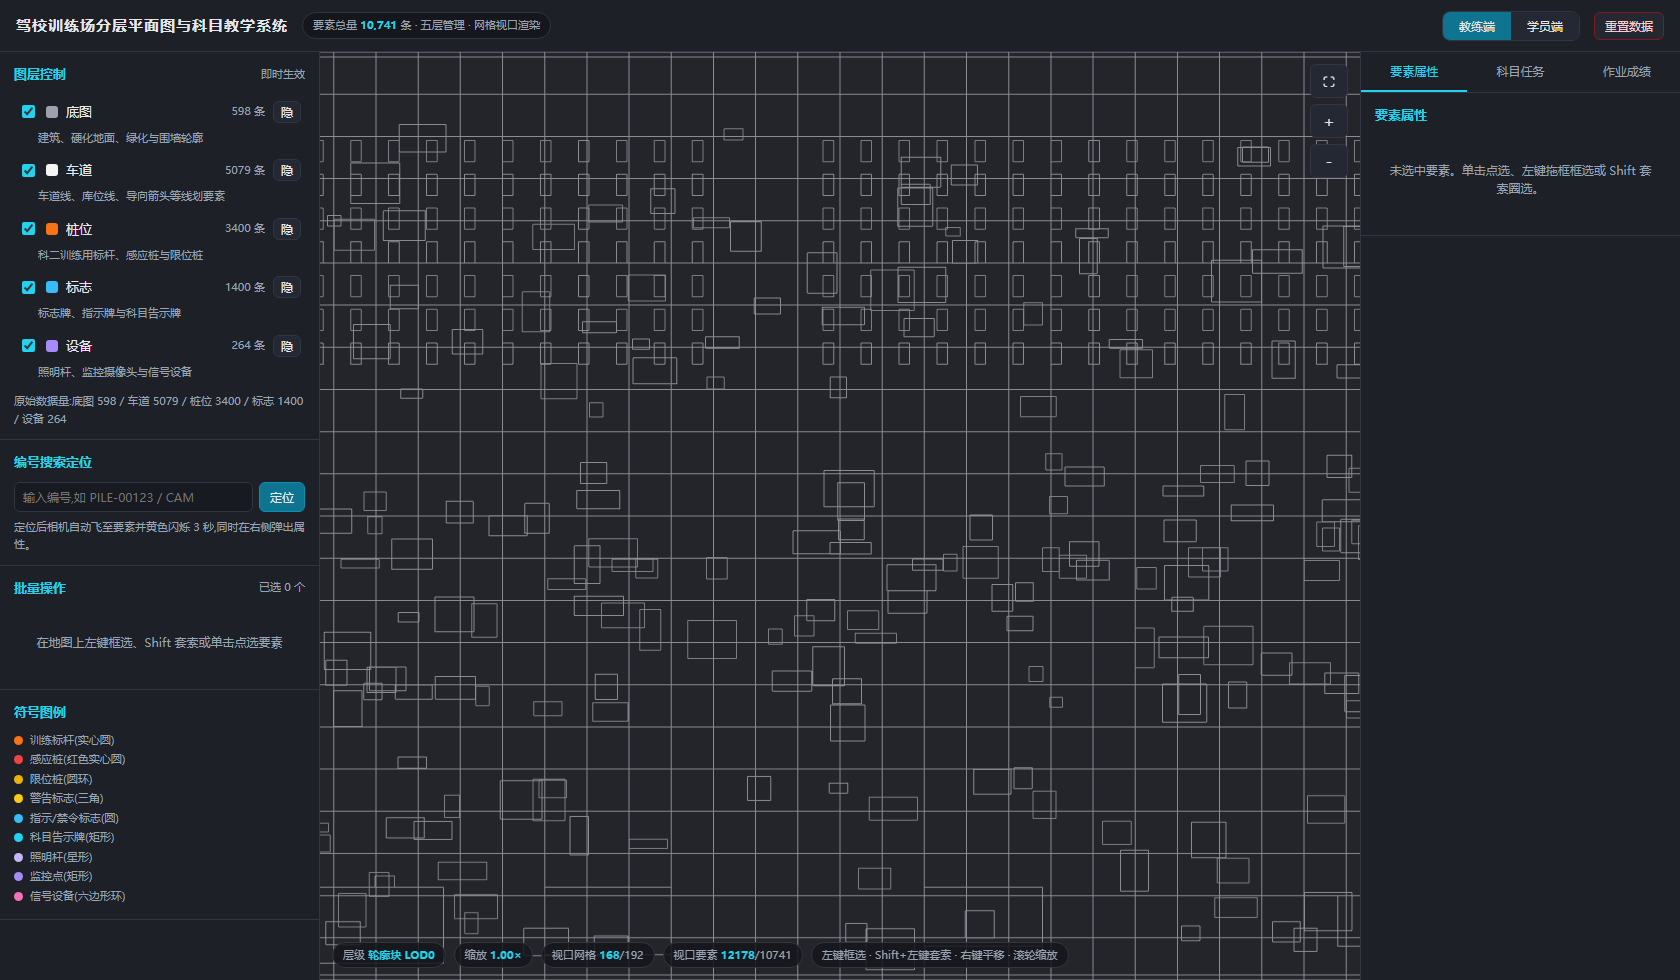 驾校训练场分层平面图与科目教学系统
要素总量 10,741 条 · 五层管理 · 网格视口渲染
教练端
学员端
重置数据
图层控制
即时生效
底图
598 条
隐
建筑、硬化地面、绿化与围墙轮廓
车道
5079 条
隐
车道线、库位线、导向箭头等线划要素
桩位
3400 条
隐
科二训练用标杆、感应桩与限位桩
标志
1400 条
隐
标志牌、指示牌与科目告示牌
设备
264 条
隐
照明杆、监控摄像头与信号设备
原始数据量:底图 598 / 车道 5079 / 桩位 3400 / 标志 1400
/ 设备 264
编号搜索定位
输入编号,如 PILE-00123 / CAM
定位
定位后相机自动飞至要素并黄色闪烁 3 秒,同时在右侧弹出属
性。
批量操作
已选 0 个
在地图上左键框选、Shift 套索或单击点选要素
符号图例
训练标杆(实心圆)
感应桩(红色实心圆)
限位桩(圆环)
警告标志(三角)
指示/禁令标志(圆)
科目告示牌(矩形)
照明杆(星形)
监控点(矩形)
信号设备(六边形环)
+
-
层级 轮廓块 LOD0
缩放 1.00×
视口网格 168/192
视口要素 12178/10741
左键框选 · Shift+左键套索 · 右键平移 · 滚轮缩放
要素属性
科目任务
作业成绩
要素属性
未选中要素。单击点选、左键拖框框选或 Shift 套
索圈选。